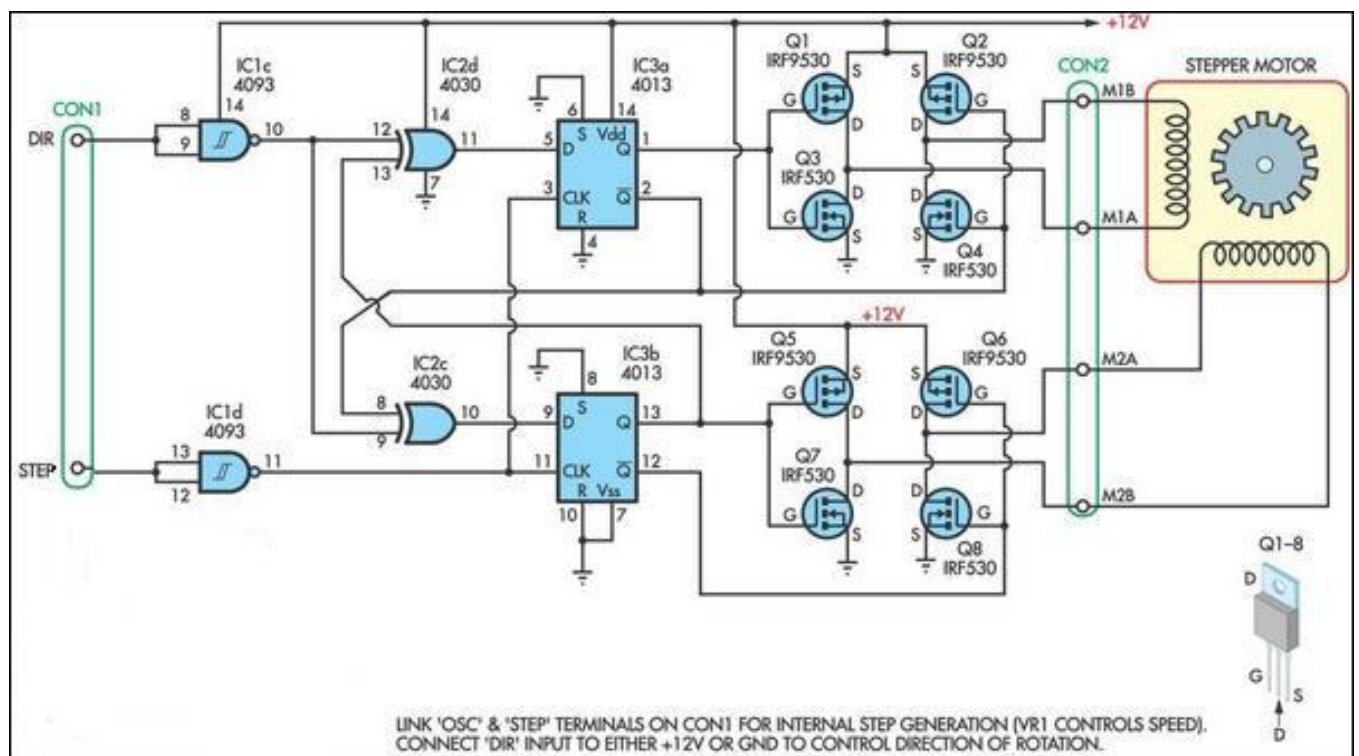 +12V
Q1
IRF9530
Q2
IRF9530
IC1c
4093
IC2d
4030
IC3a
4013
CON1
CON2
STEPPER MOTOR
M1B
DIR
8
9
14
10
12
13
14
11
7
6
14
S
Vdd
5
D
Q
1
3
CLK
Q
2
R
4
S
S
G
G
D
D
Q3
IRF530
D
D
G
G
S
S
Q4
IRF530
M1A
+12V
Q5
IRF9530
Q6
IRF9530
IC2c
4030
IC3b
4013
8
S
8
9
10
9
D
Q
13
S
S
G
G
D
D
M2A
IC1d
4093
STEP
13
12
11
11
CLK
Q
12
R
Vss
10
7
Q7
IRF530
D
D
G
G
S
S
Q8
IRF530
M2B
Q1–8
D
G
S
D
LINK 'OSC' & 'STEP' TERMINALS ON CON1 FOR INTERNAL STEP GENERATION (VR1 CONTROLS SPEED).
CONNECT 'DIR' INPUT TO EITHER +12V OR GND TO CONTROL DIRECTION OF ROTATION.